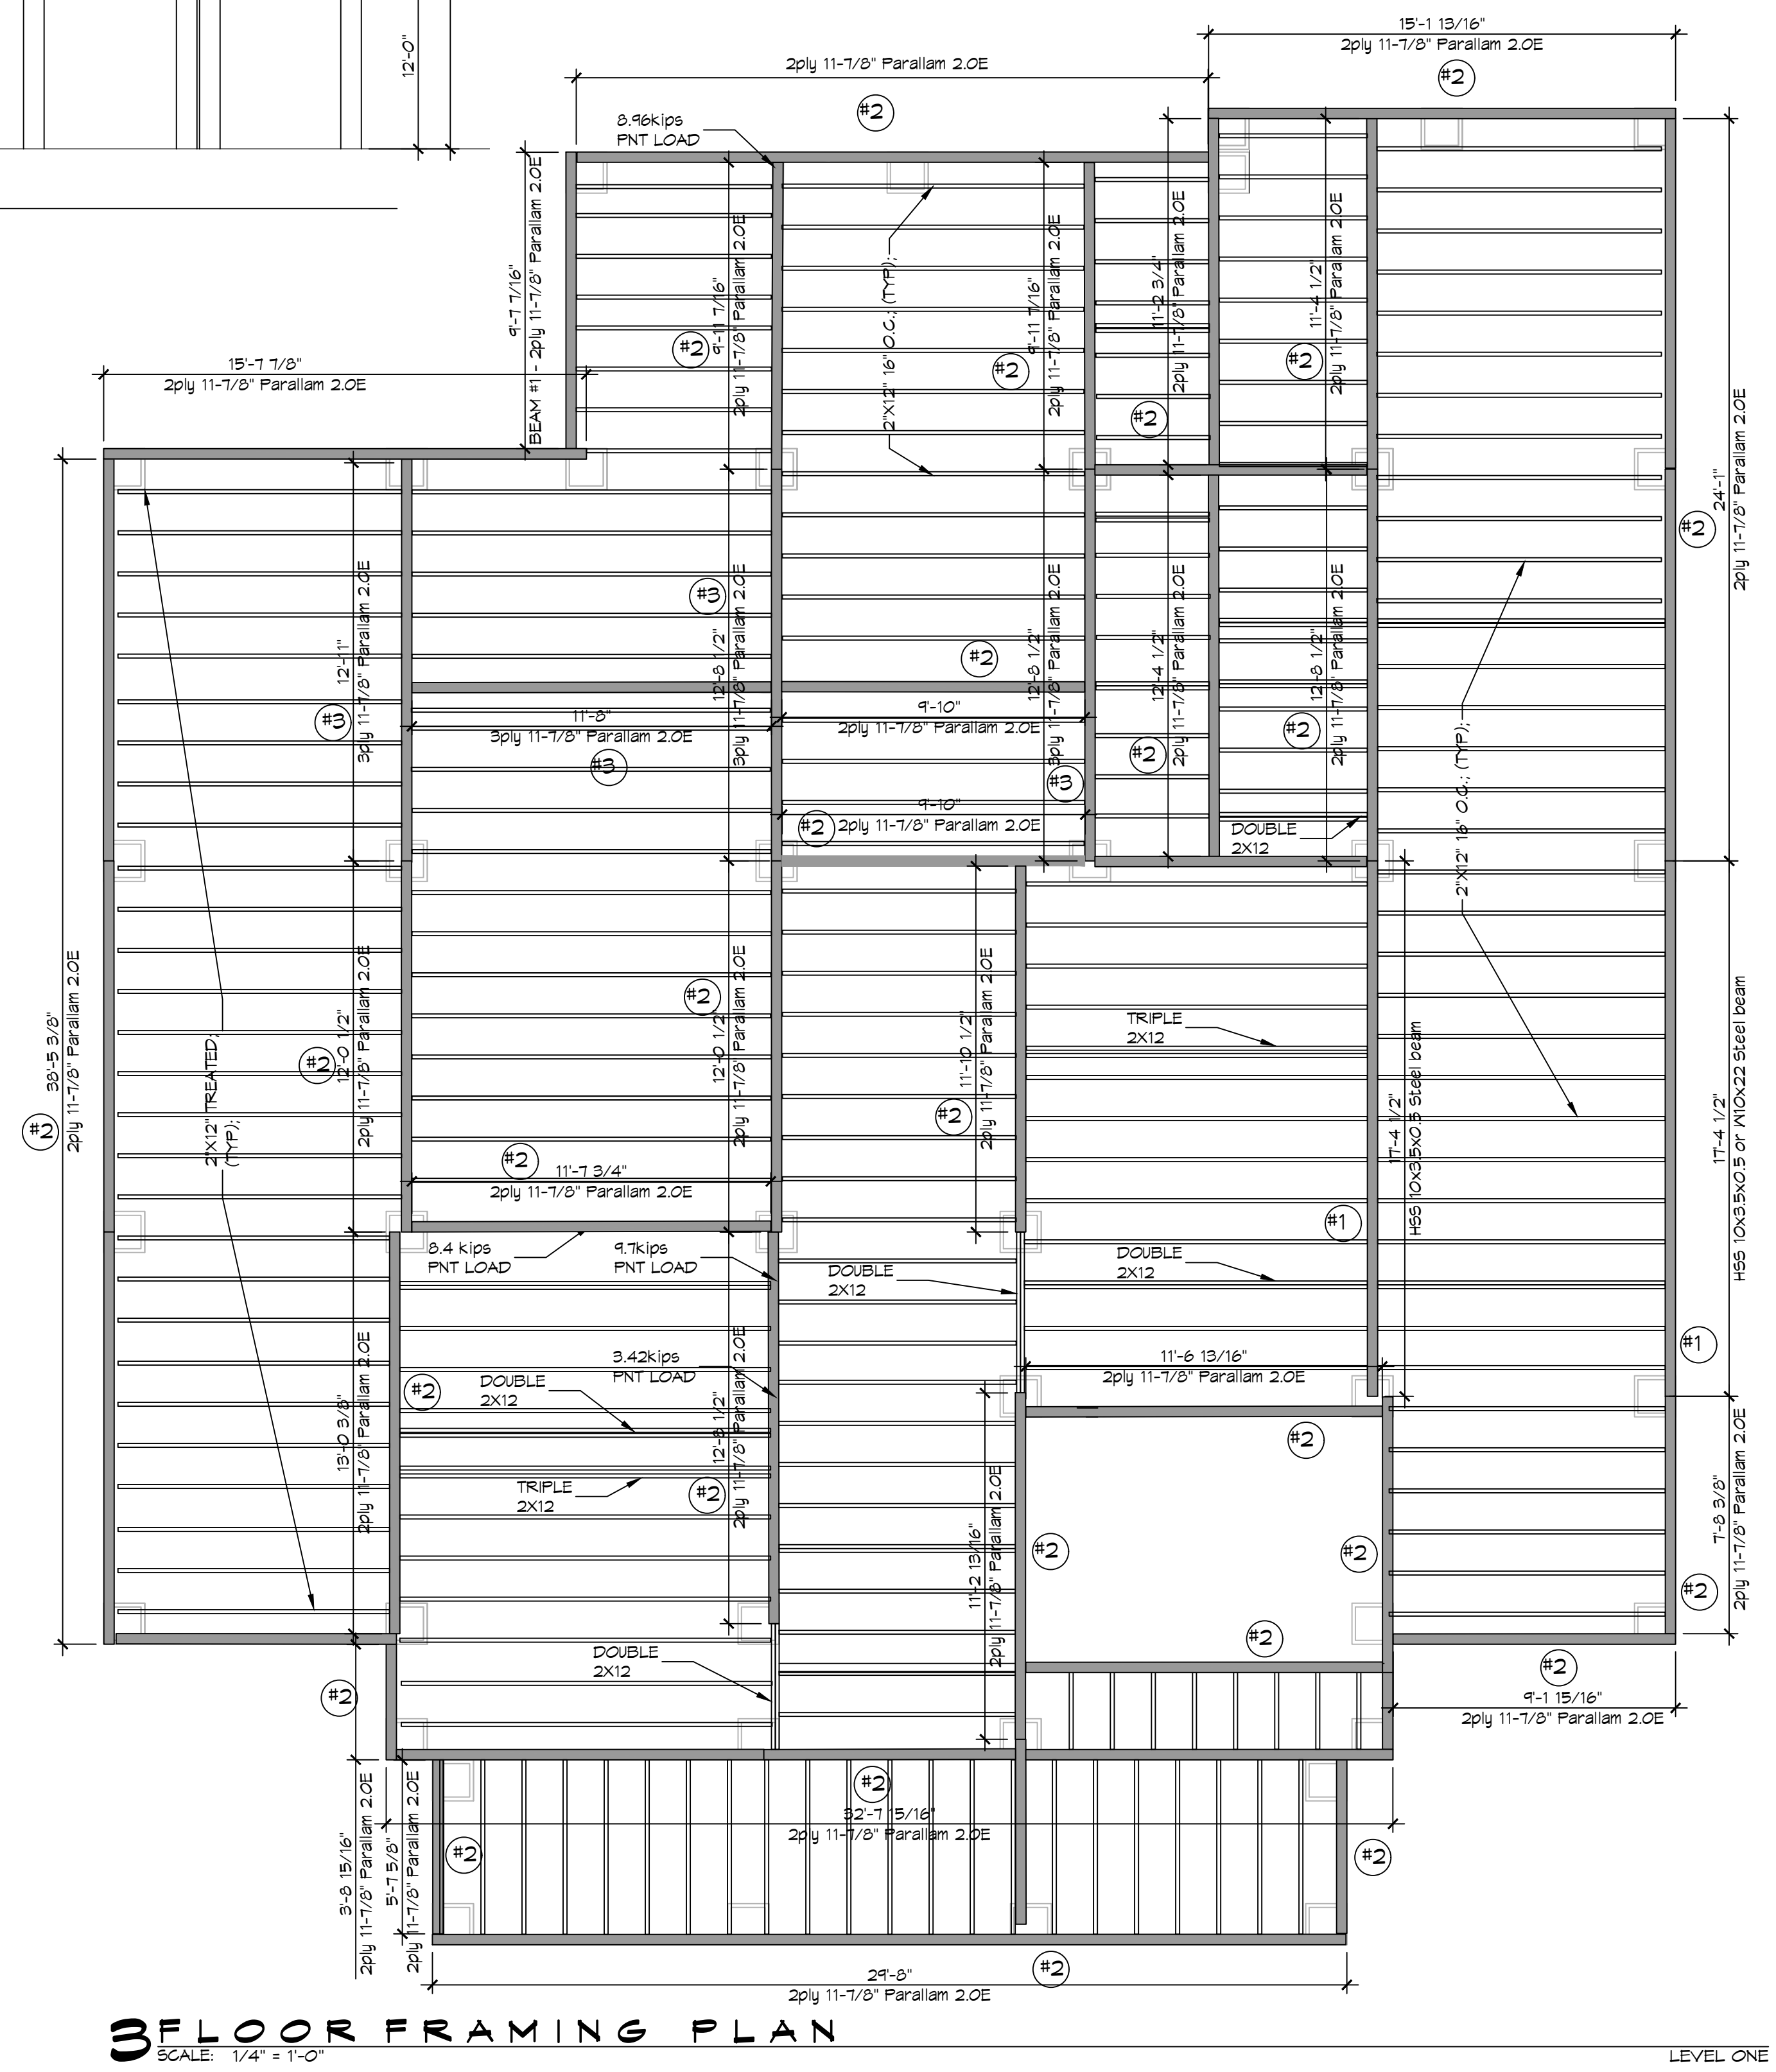 15'-1 13/16"
2ply 11-7/8" Parallam 2.0E
#2
12'-0"
2ply 11-7/8" Parallam 2.0E
#2
8.96kips
PNT LOAD
9'-7 7/16"
BEAM #1 - 2ply 11-7/8" Parallam 2.0E
9'-11 7/16"
2ply 11-7/8" Parallam 2.0E
#2
2"X12" 16" O.C.; (TYP);
9'-11 7/16"
2ply 11-7/8" Parallam 2.0E
#2
11'-2 3/4"
2ply 11-7/8" Parallam 2.0E
#2
11'-4 1/2"
2ply 11-7/8" Parallam 2.0E
#2
15'-7 7/8"
2ply 11-7/8" Parallam 2.0E
24'-1"
2ply 11-7/8" Parallam 2.0E
#2
12'-11"
3ply 11-7/8" Parallam 2.0E
#3
#3
12'-8 1/2"
3ply 11-7/8" Parallam 2.0E
#2
12'-8 1/2"
3ply 11-7/8" Parallam 2.0E
#3
12'-4 1/2"
2ply 11-7/8" Parallam 2.0E
#2
12'-8 1/2"
2ply 11-7/8" Parallam 2.0E
#2
11'-8"
3ply 11-7/8" Parallam 2.0E
#3
9'-10"
2ply 11-7/8" Parallam 2.0E
9'-10"
#2
2ply 11-7/8" Parallam 2.0E
DOUBLE
2X12
2"X12" 16" O.C.; (TYP);
38'-5 3/8"
2ply 11-7/8" Parallam 2.0E
#2
2"X12" TREATED;
(TYP);
#2
12'-0 1/2"
2ply 11-7/8" Parallam 2.0E
#2
12'-0 1/2"
2ply 11-7/8" Parallam 2.0E
11'-10 1/2"
2ply 11-7/8" Parallam 2.0E
#2
TRIPLE
2X12
17'-4 1/2"
HSS 10x3.5x0.5 Steel beam
#1
17'-4 1/2"
HSS 10x3.5x0.5 or W10x22 Steel beam
#1
#2
11'-7 3/4"
2ply 11-7/8" Parallam 2.0E
8.4 kips
PNT LOAD
9.7kips
PNT LOAD
DOUBLE
2X12
DOUBLE
2X12
3.42kips
PNT LOAD
DOUBLE
2X12
#2
13'-0 3/8"
2ply 11-7/8" Parallam 2.0E
12'-8 1/2"
2ply 11-7/8" Parallam 2.0E
#2
TRIPLE
2X12
11'-6 13/16"
2ply 11-7/8" Parallam 2.0E
#2
11'-2 13/16"
2ply 11-7/8" Parallam 2.0E
#2
#2
#2
7'-8 3/8"
2ply 11-7/8" Parallam 2.0E
#2
DOUBLE
2X12
#2
#2
9'-1 15/16"
2ply 11-7/8" Parallam 2.0E
#2
32'-7 15/16"
2ply 11-7/8" Parallam 2.0E
3'-8 15/16"
2ply 11-7/8" Parallam 2.0E
5'-7 5/8"
2ply 11-7/8" Parallam 2.0E
#2
#2
#2
29'-8"
2ply 11-7/8" Parallam 2.0E
3 FLOOR FRAMING PLAN
SCALE: 1/4" = 1'-0"
LEVEL ONE